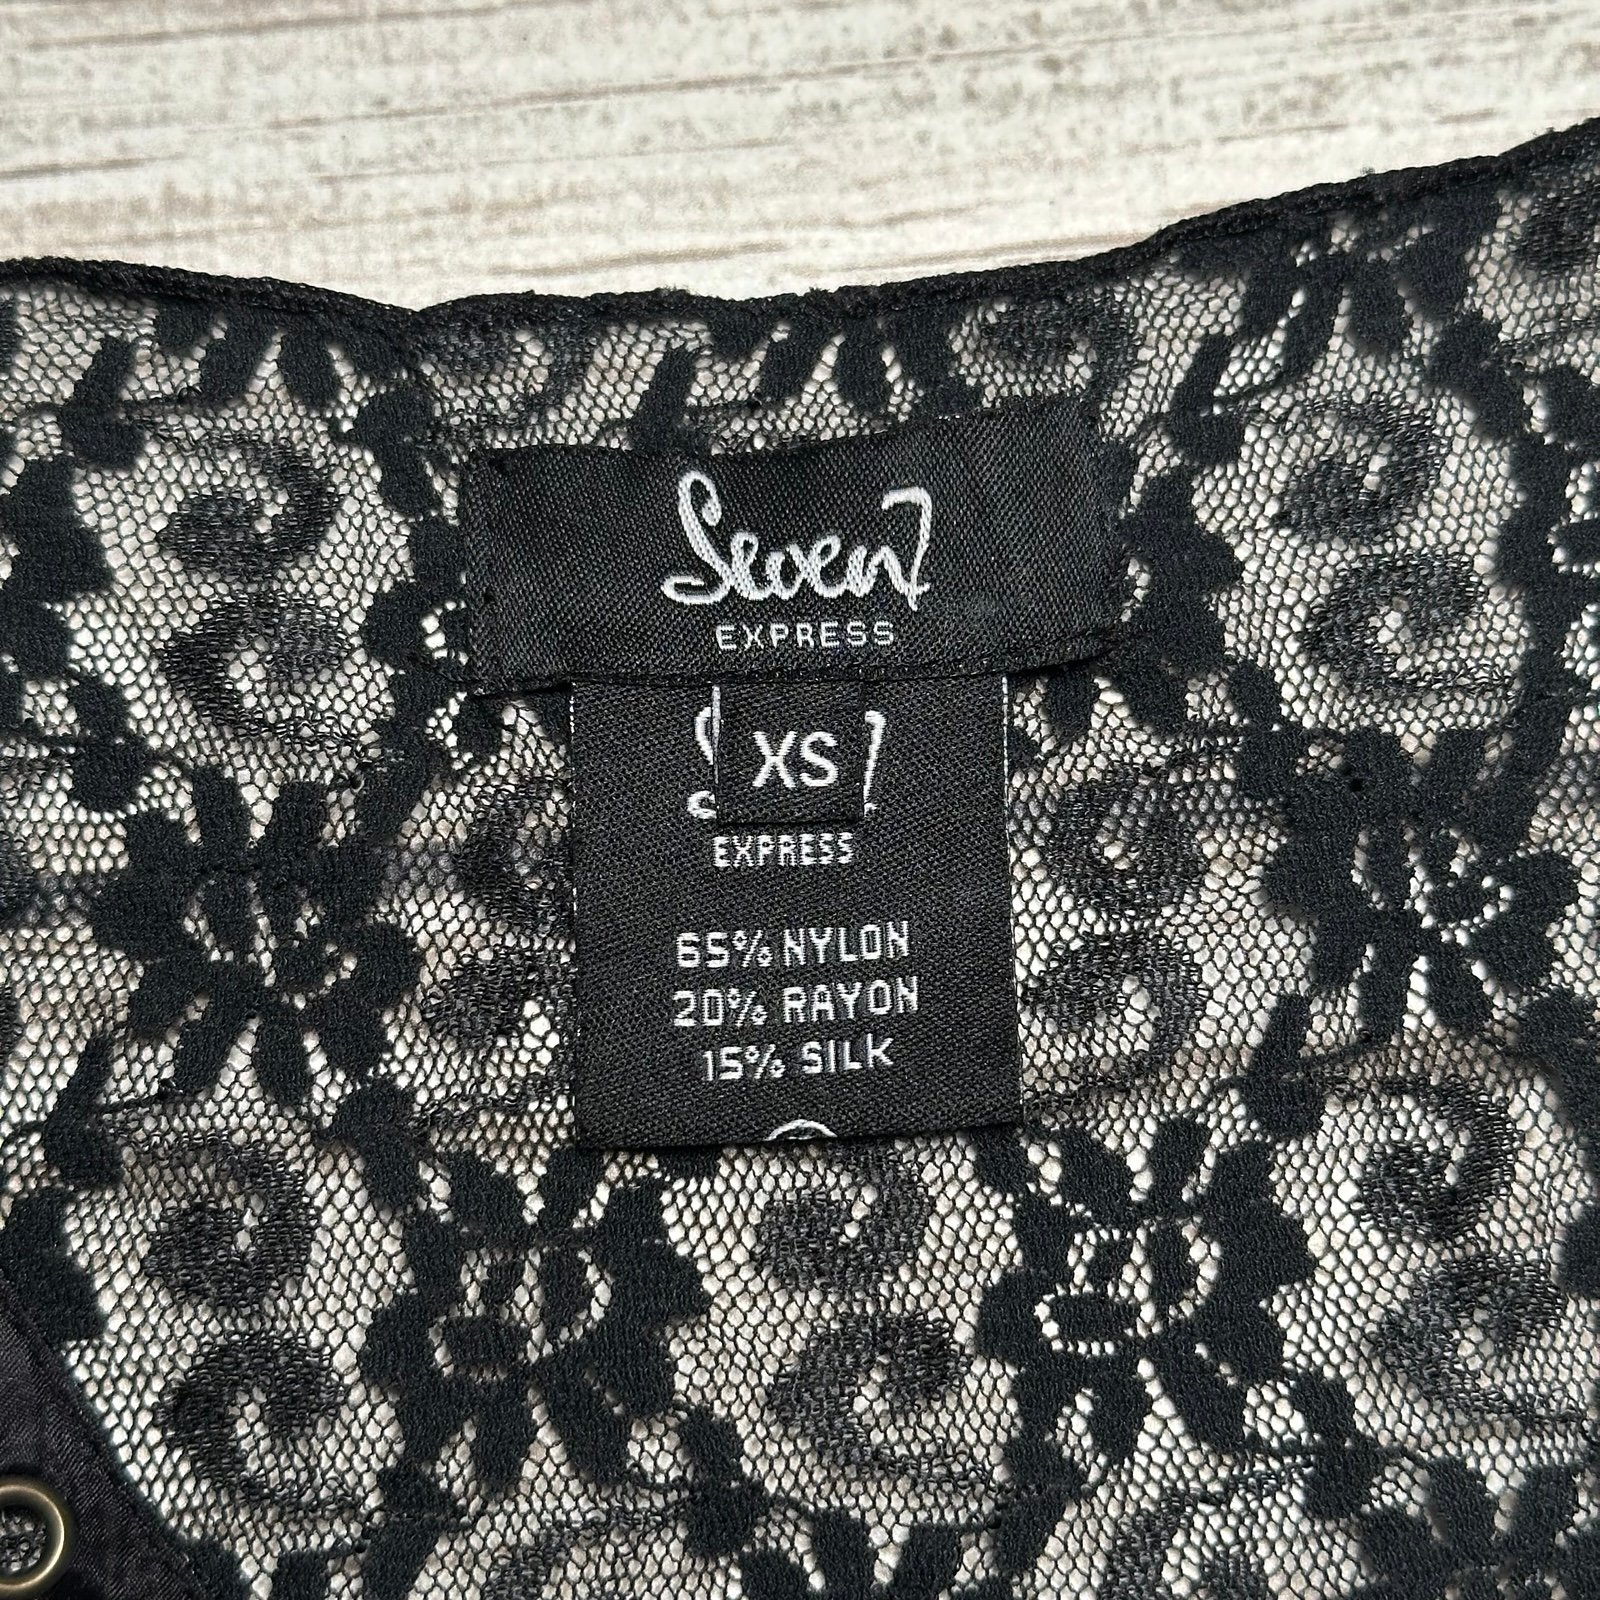 Seven7
EXPRESS
XS
EXPRESS
65% NYLON
20% RAYON
15% SILK